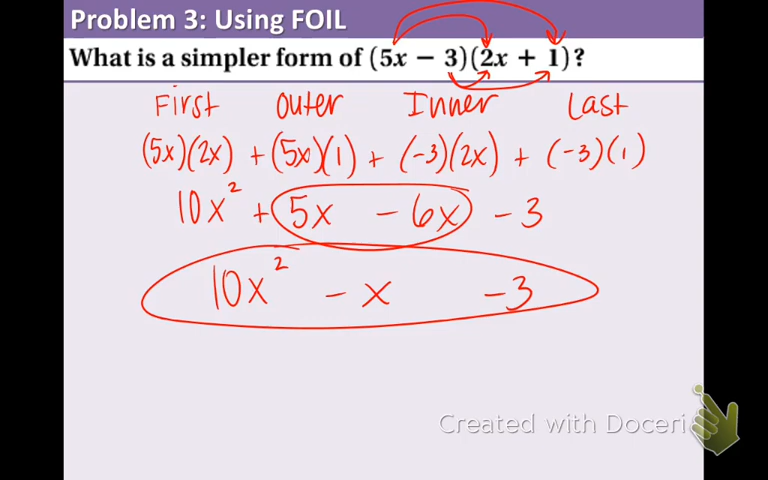 Problem 3: Using FOIL
What is a simpler form of (5x − 3)(2x + 1)?
First Outer Inner Last
(5x)(2x) + (5x)(1) + (-3)(2x) + (-3)(1)
10x² + 5x - 6x - 3
10x² - x - 3
Created with Doceri